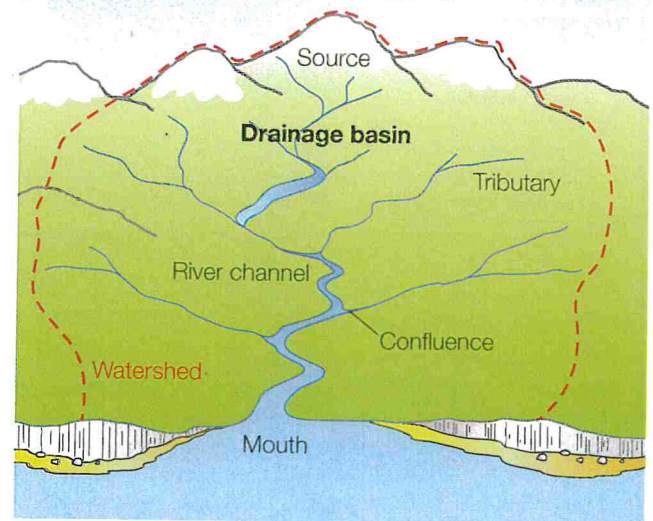 Source
Drainage basin
Tributary
River channel
Confluence
Watershed
Mouth